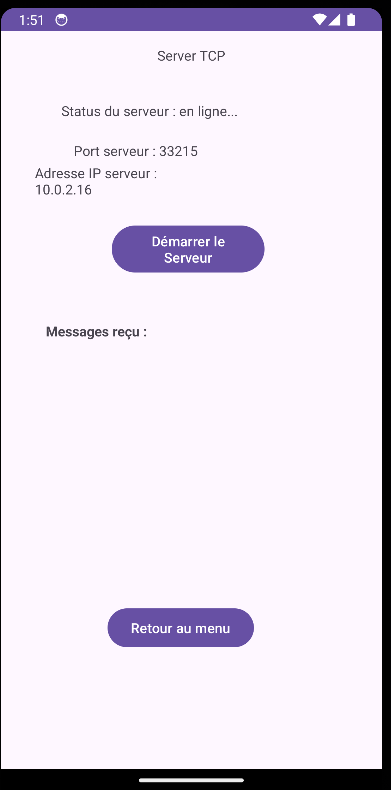 1:51
Server TCP
Status du serveur : en ligne...
Port serveur : 33215
Adresse IP serveur :
10.0.2.16
Démarrer le
Serveur
Messages reçu :
Retour au menu